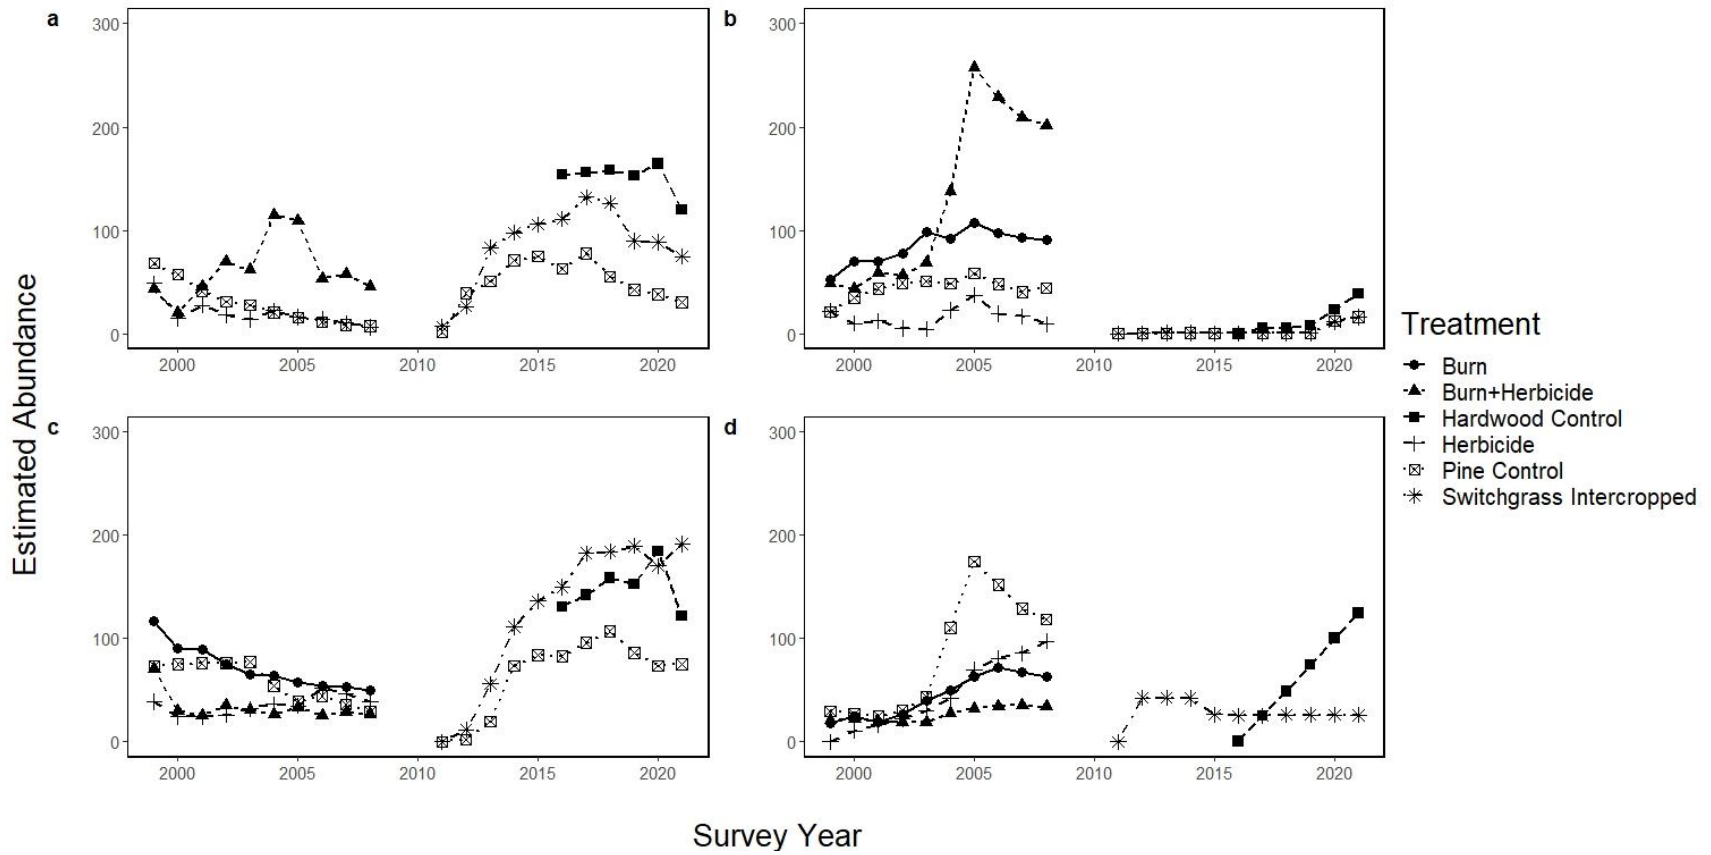 a
b
300
200
100
0
2000
2005
2010
2015
2020
300
200
100
0
2000
2005
2010
2015
2020
c
d
300
200
100
0
2000
2005
2010
2015
2020
300
200
100
0
2000
2005
2010
2015
2020
Estimated Abundance
Survey Year
Treatment
Burn
Burn+Herbicide
Hardwood Control
Herbicide
Pine Control
Switchgrass Intercropped